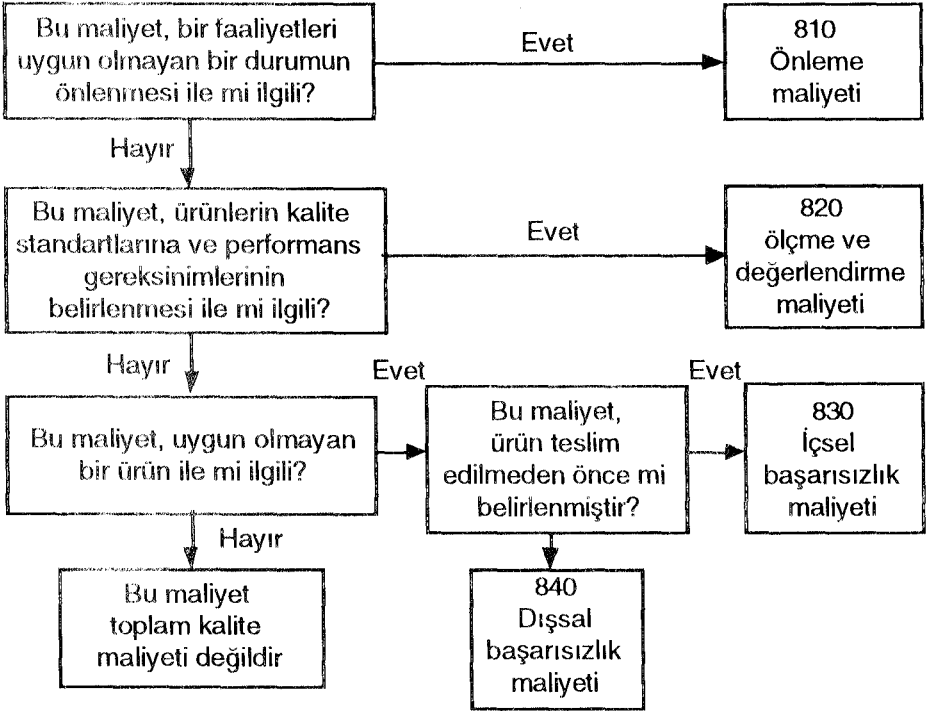 Bu maliyet, bir faaliyetleri
uygun olmayan bir durumun
önlenmesi ile mi ilgili?
Evet
810
Önleme
maliyeti
Hayır
Bu maliyet, ürünlerin kalite
standartlarına ve performans
gereksinimlerinin
belirlenmesi ile mi ilgili?
Evet
820
ölçme ve
değerlendirme
maliyeti
Hayır
Bu maliyet, uygun olmayan
bir ürün ile mi ilgili?
Evet
Bu maliyet,
ürün teslim
edilmeden önce mi
belirlenmiştir?
Evet
830
İçsel
başarısızlık
maliyeti
Hayır
Bu maliyet
toplam kalite
maliyeti değildir
840
Dışsal
başarısızlık
maliyeti